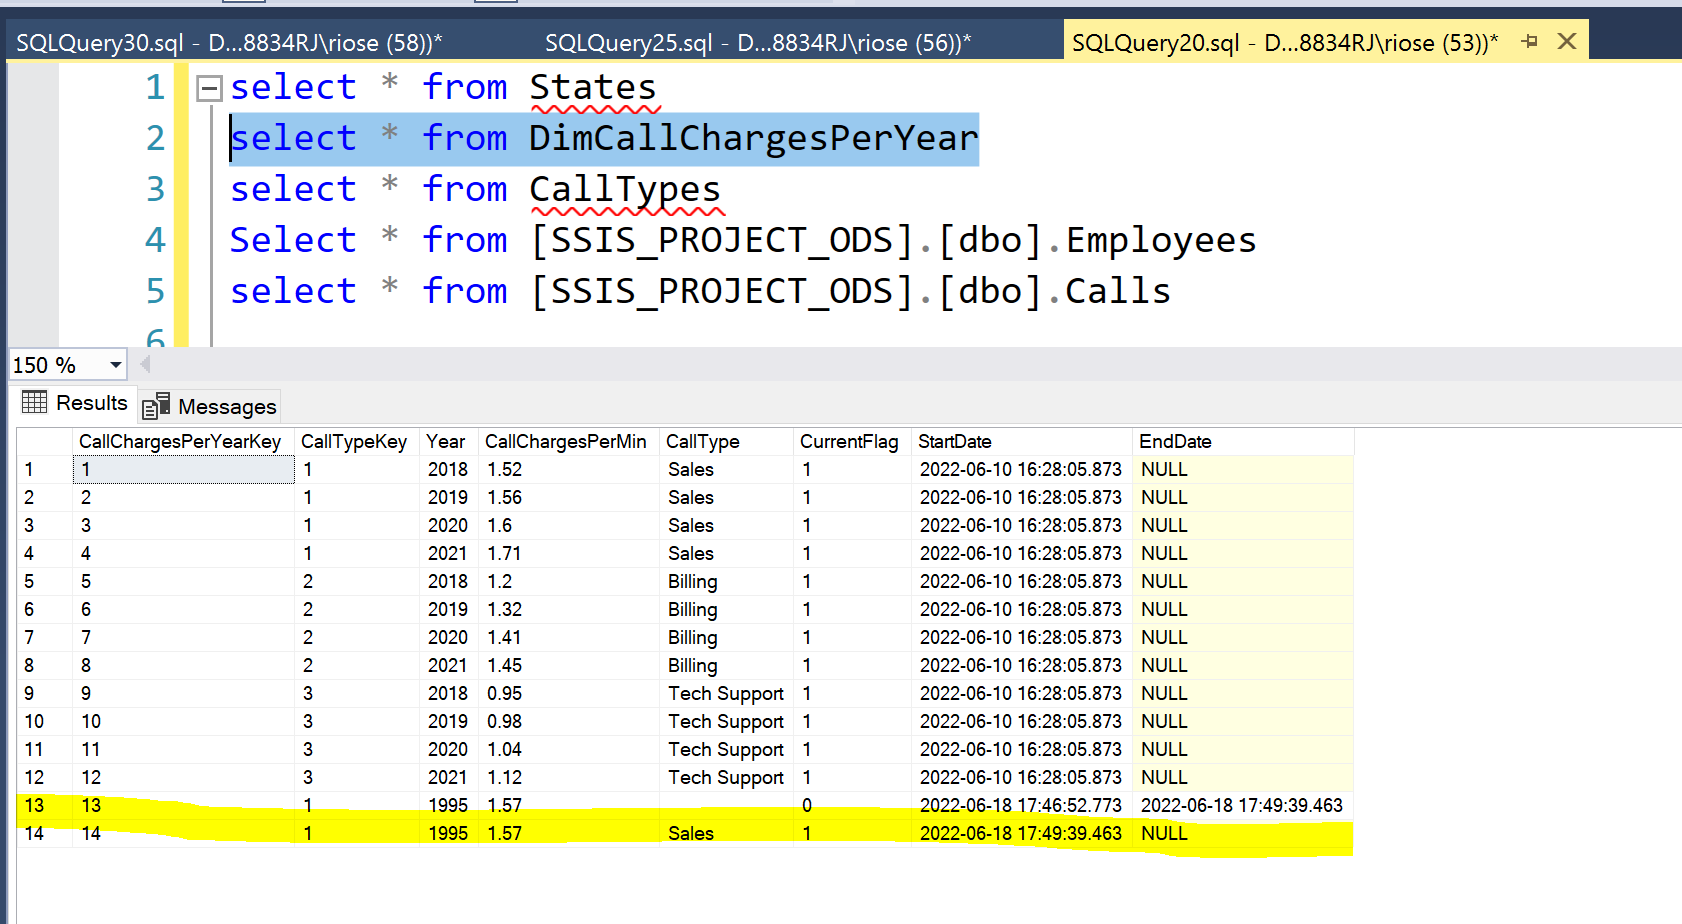 SQLQuery30.sql - D...8834RJ\riose (58))* SQLQuery25.sql - D...8834RJ\riose (56))* SQLQuery20.sql - D...8834RJ\riose (53))*
1 select * from States
2 select * from DimCallChargesPerYear
3 select * from CallTypes
4 Select * from [SSIS_PROJECT_ODS].[dbo].Employees
5 select * from [SSIS_PROJECT_ODS].[dbo].Calls
6
150 %
Results Messages
CallChargesPerYearKey CallTypeKey Year CallChargesPerMin CallType CurrentFlag StartDate EndDate
1 1 1 2018 1.52 Sales 1 2022-06-10 16:28:05.873 NULL
2 2 1 2019 1.56 Sales 1 2022-06-10 16:28:05.873 NULL
3 3 1 2020 1.6 Sales 1 2022-06-10 16:28:05.873 NULL
4 4 1 2021 1.71 Sales 1 2022-06-10 16:28:05.873 NULL
5 5 2 2018 1.2 Billing 1 2022-06-10 16:28:05.873 NULL
6 6 2 2019 1.32 Billing 1 2022-06-10 16:28:05.873 NULL
7 7 2 2020 1.41 Billing 1 2022-06-10 16:28:05.873 NULL
8 8 2 2021 1.45 Billing 1 2022-06-10 16:28:05.873 NULL
9 9 3 2018 0.95 Tech Support 1 2022-06-10 16:28:05.873 NULL
10 10 3 2019 0.98 Tech Support 1 2022-06-10 16:28:05.873 NULL
11 11 3 2020 1.04 Tech Support 1 2022-06-10 16:28:05.873 NULL
12 12 3 2021 1.12 Tech Support 1 2022-06-10 16:28:05.873 NULL
13 13 1 1995 1.57 0 2022-06-18 17:46:52.773 2022-06-18 17:49:39.463
14 14 1 1995 1.57 Sales 1 2022-06-18 17:49:39.463 NULL